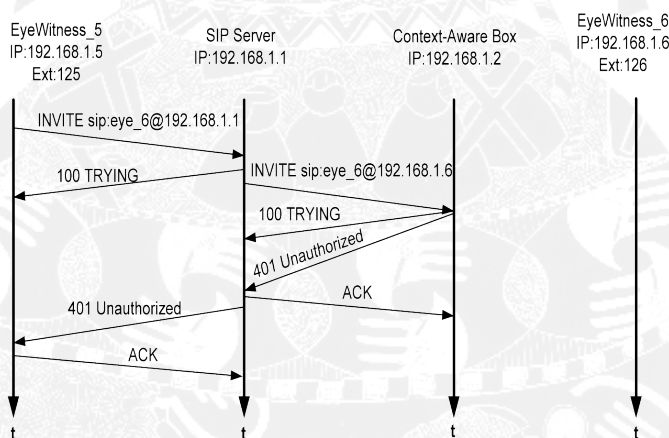 EyeWitness_5
IP:192.168.1.5
Ext:125
SIP Server
IP:192.168.1.1
Context-Aware Box
IP:192.168.1.2
EyeWitness_6
IP:192.168.1.6
Ext:126
INVITE sip:eye_6@192.168.1.1
100 TRYING
INVITE sip:eye_6@192.168.1.6
100 TRYING
401 Unauthorized
ACK
401 Unauthorized
ACK
t
t
t
t